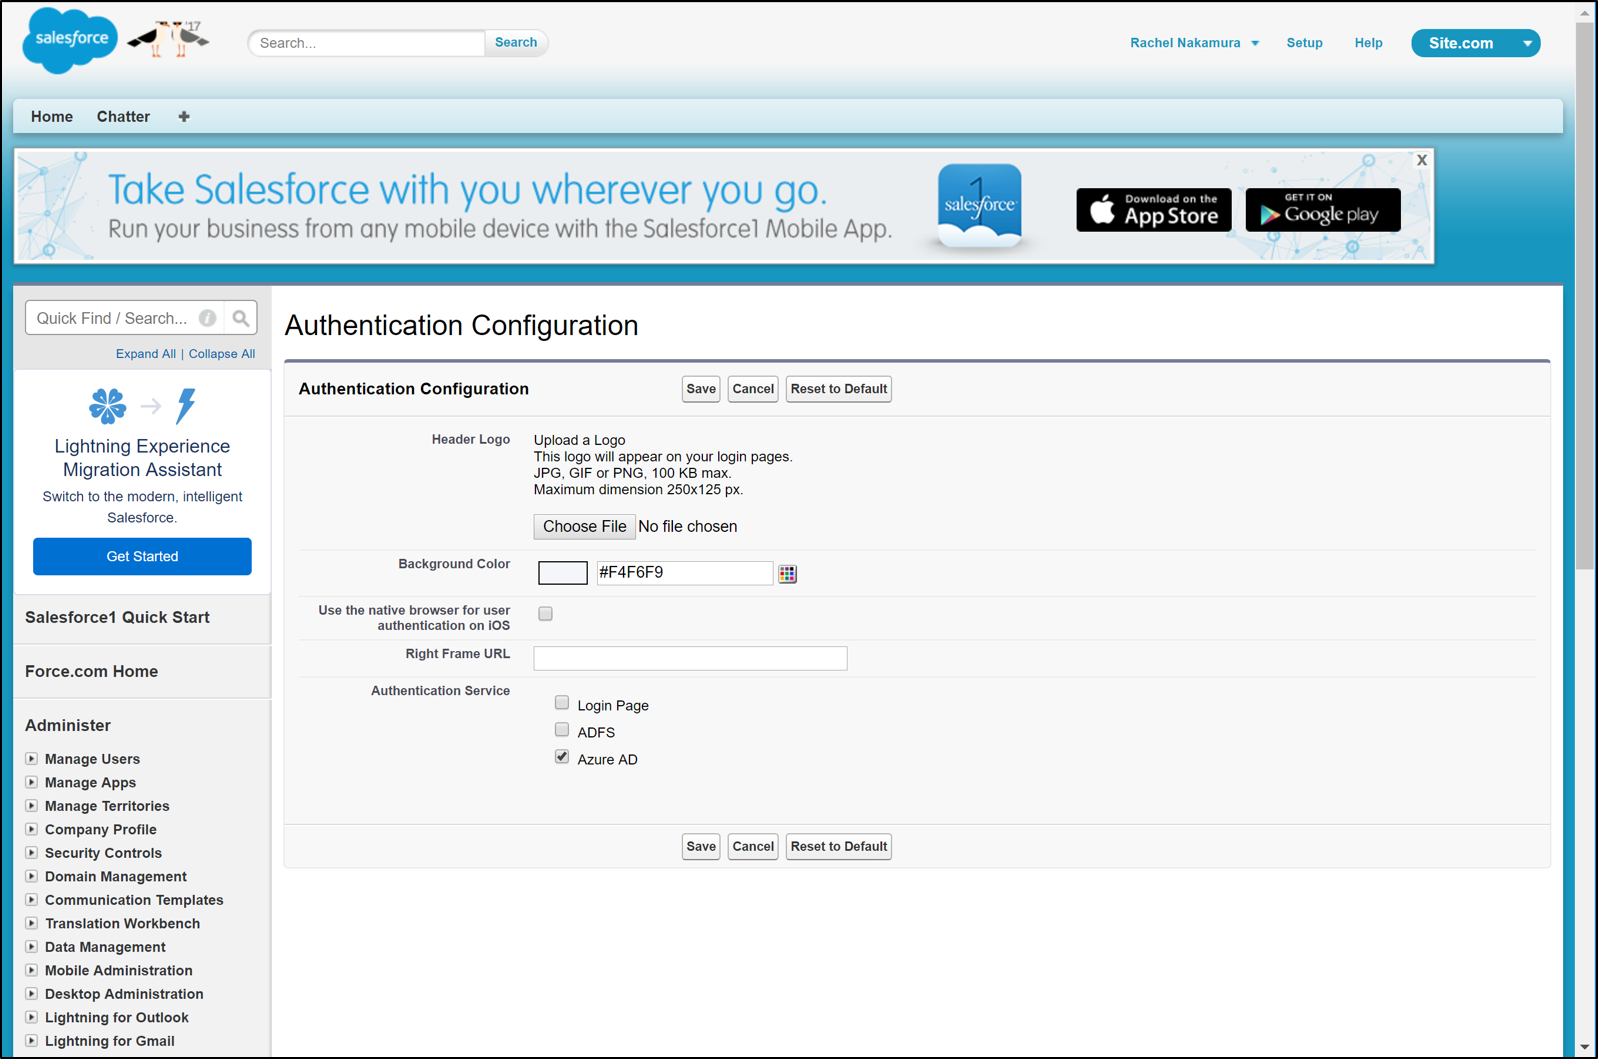 salesforce
'17
Search...
Search
Rachel Nakamura
Setup
Help
Site.com
Home
Chatter
Take Salesforce with you wherever you go.
Run your business from any mobile device with the Salesforce1 Mobile App.
1
salesforce
Download on the
App Store
GET IT ON
Google play
X
Quick Find / Search...
Expand All | Collapse All
Lightning Experience
Migration Assistant
Switch to the modern, intelligent
Salesforce.
Get Started
Salesforce1 Quick Start
Force.com Home
Administer
Manage Users
Manage Apps
Manage Territories
Company Profile
Security Controls
Domain Management
Communication Templates
Translation Workbench
Data Management
Mobile Administration
Desktop Administration
Lightning for Outlook
Lightning for Gmail
Authentication Configuration
Authentication Configuration
Save
Cancel
Reset to Default
Header Logo
Upload a Logo
This logo will appear on your login pages.
JPG, GIF or PNG, 100 KB max.
Maximum dimension 250x125 px.
Choose File No file chosen
Background Color
#F4F6F9
Use the native browser for user
authentication on iOS
Right Frame URL
Authentication Service
Login Page
ADFS
Azure AD
Save
Cancel
Reset to Default